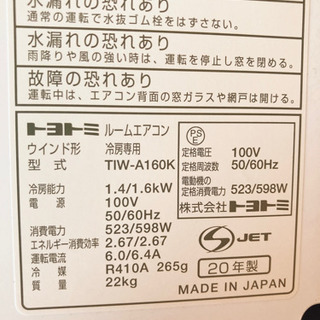 水漏れの恐れあり
通常の運転で水抜ゴム栓をはずさない。
水漏れの恐れあり
雨降りや風の強い時は、運転を停止し窓を閉める。
故障の恐れあり
運転中は、エアコン背面の窓ガラスや網戸は開ける。
トヨトミ ルームエアコン
ウインド形 冷房専用
型式 TIW-A160K
冷房能力 1.4/1.6kW
電源 100V
50/60Hz
消費電力 523/598W
エネルギー消費効率 2.67/2.67
運転電流 6.0/6.4A
冷媒 R410A 265g
質量 22kg
PSE
定格電圧 100V
定格周波数 50/60Hz
電動機の
定格消費電力 523/598W
株式会社トヨトミ
S JET
20年製
MADE IN JAPAN